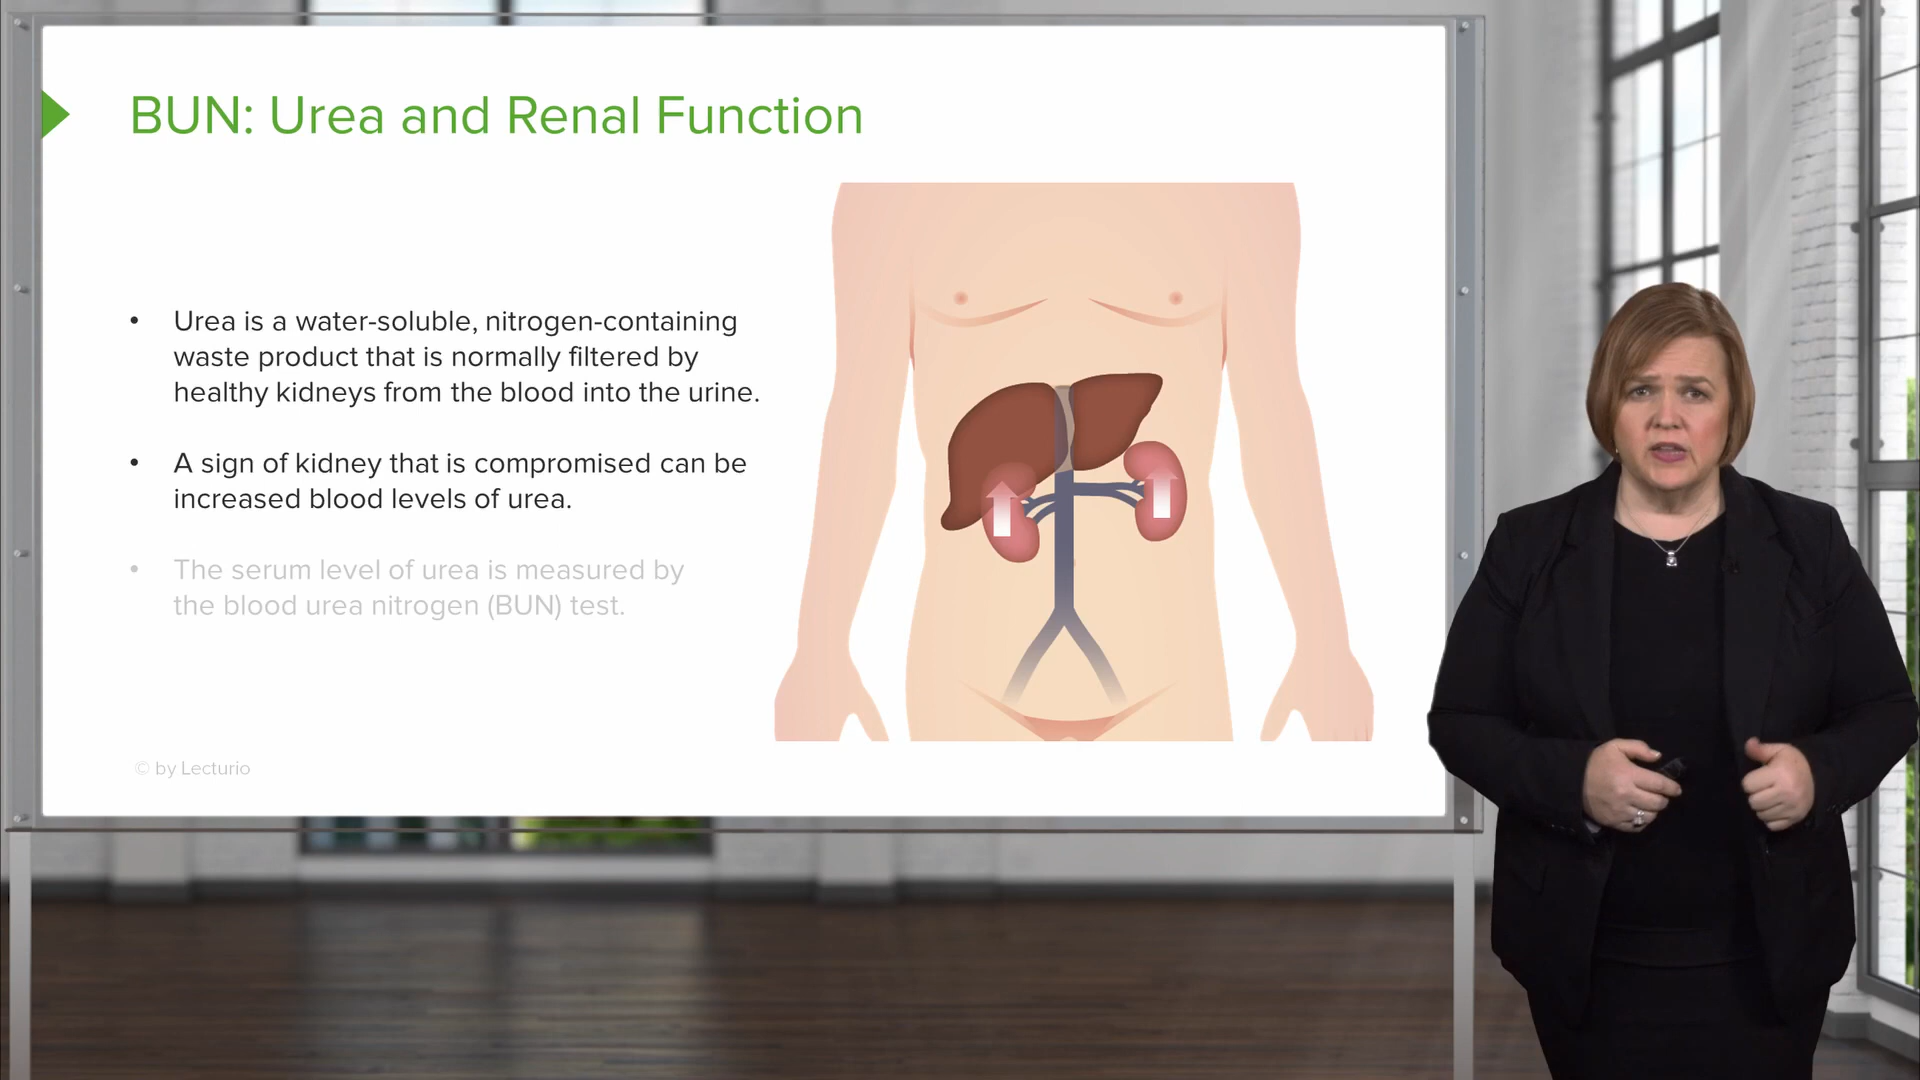 BUN: Urea and Renal Function
• Urea is a water-soluble, nitrogen-containing
waste product that is normally filtered by
healthy kidneys from the blood into the urine.
• A sign of kidney that is compromised can be
increased blood levels of urea.
• The serum level of urea is measured by
the blood urea nitrogen (BUN) test.
© by Lecturio